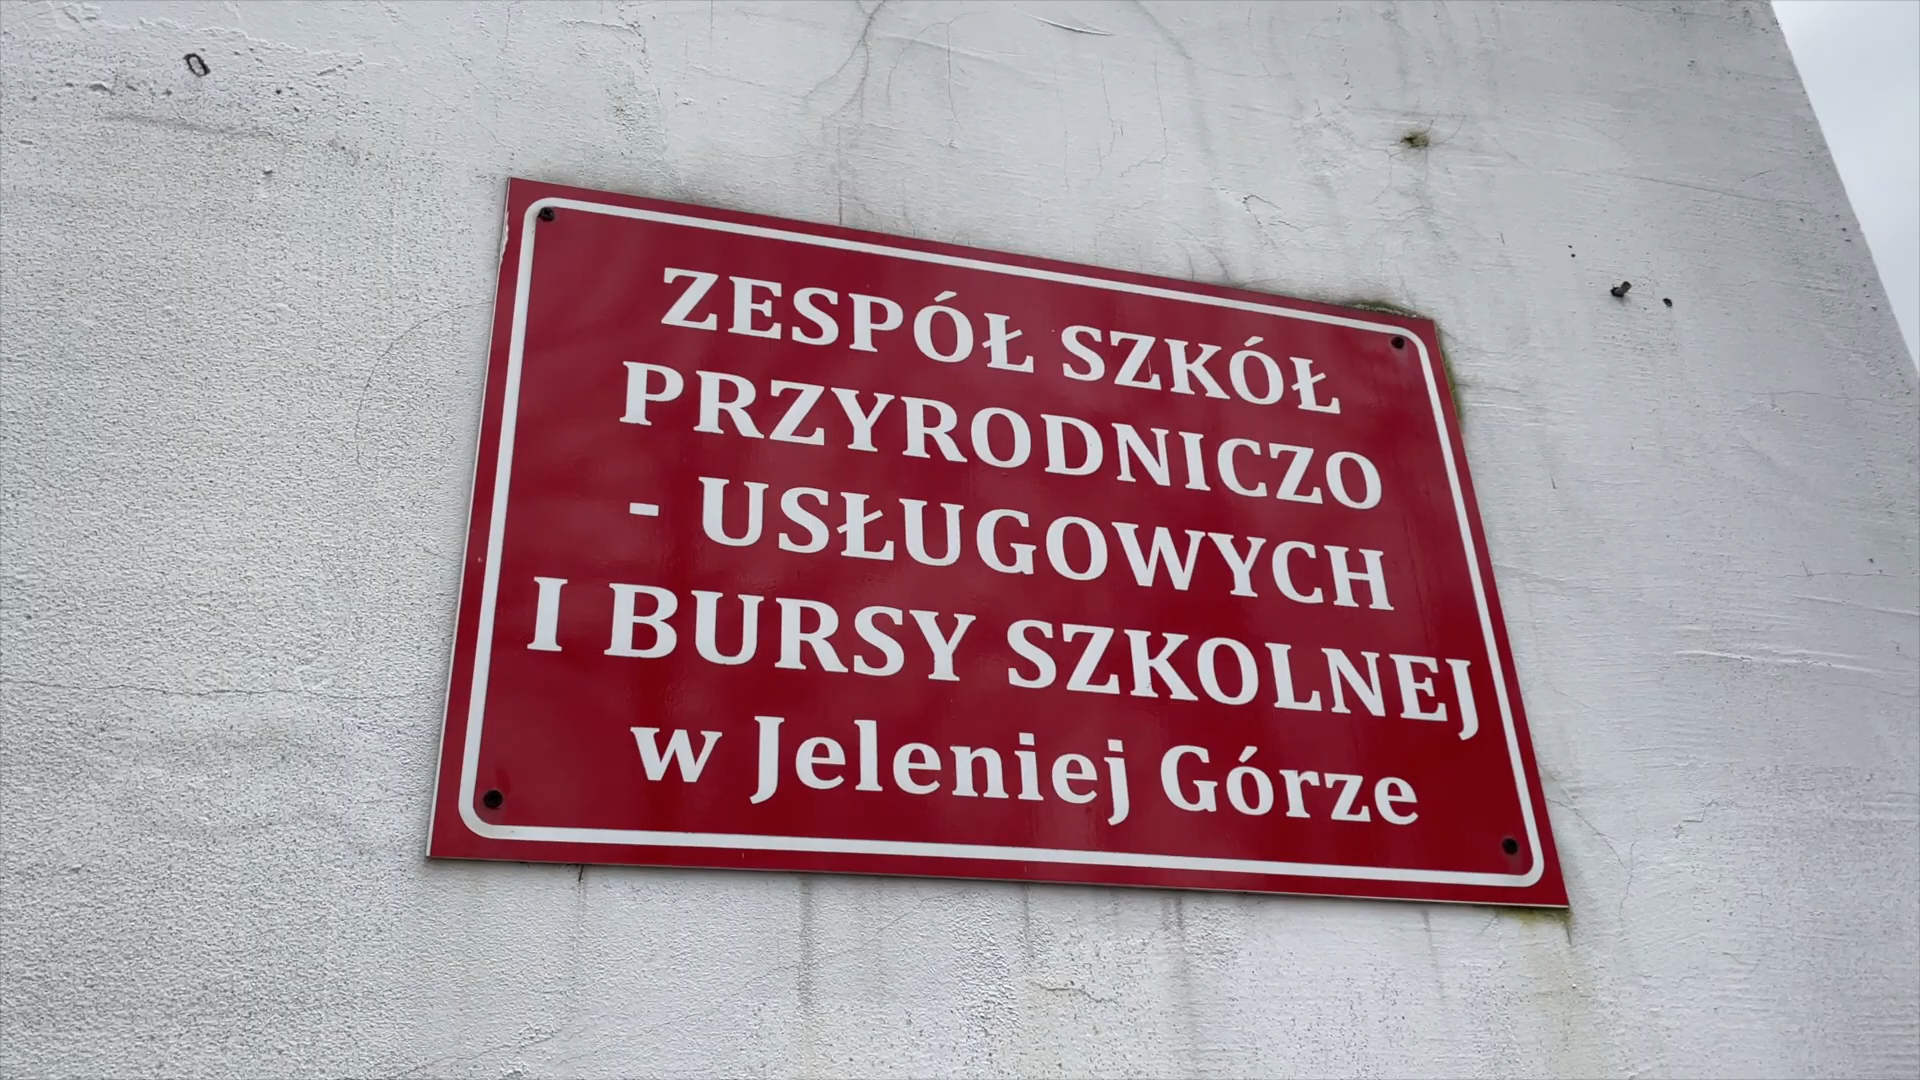 ZESPÓŁ SZKÓŁ
PRZYRODNICZO
- USŁUGOWYCH
I BURSY SZKOLNEJ
w Jeleniej Górze